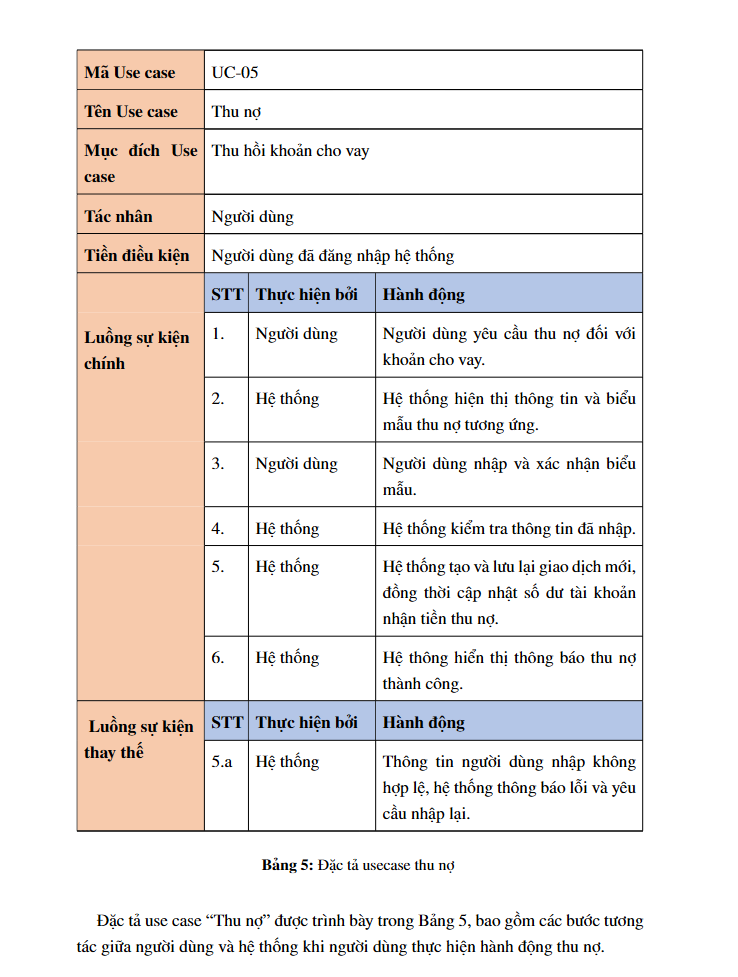 Mã Use case UC-05
Tên Use case Thu nợ
Mục đích Use Thu hồi khoản cho vay
case
Tác nhân Người dùng
Tiền điều kiện Người dùng đã đăng nhập hệ thống
STT Thực hiện bởi Hành động
Luồng sự kiện
chính
1. Người dùng Người dùng yêu cầu thu nợ đối với
khoản cho vay.
2. Hệ thống Hệ thống hiện thị thông tin và biểu
mẫu thu nợ tương ứng.
3. Người dùng Người dùng nhập và xác nhận biểu
mẫu.
4. Hệ thống Hệ thống kiểm tra thông tin đã nhập.
5. Hệ thống Hệ thống tạo và lưu lại giao dịch mới,
đồng thời cập nhật số dư tài khoản
nhận tiền thu nợ.
6. Hệ thống Hệ thông hiển thị thông báo thu nợ
thành công.
Luồng sự kiện
thay thế
STT Thực hiện bởi Hành động
5.a Hệ thống Thông tin người dùng nhập không
hợp lệ, hệ thống thông báo lỗi và yêu
cầu nhập lại.
Bảng 5: Đặc tả usecase thu nợ
Đặc tả use case “Thu nợ” được trình bày trong Bảng 5, bao gồm các bước tương
tác giữa người dùng và hệ thống khi người dùng thực hiện hành động thu nợ.